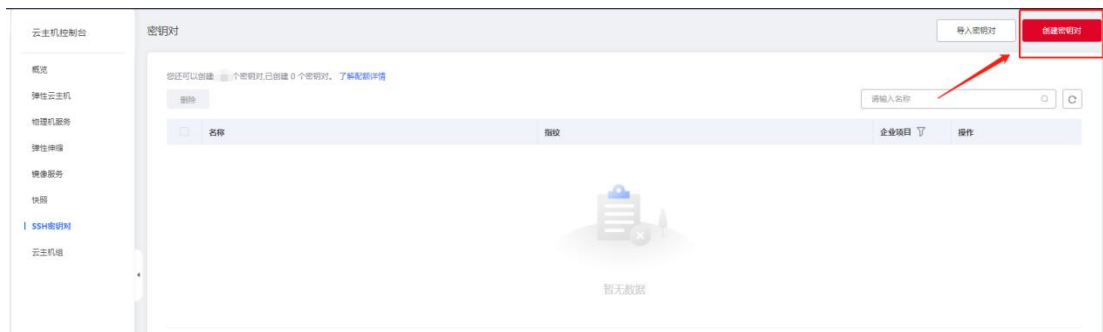 云主机控制台
密钥对
导入密钥对
创建密钥对
概览
弹性云主机
物理机服务
弹性伸缩
镜像服务
快照
SSH密钥对
云主机组
您还可以创建 个密钥对,已创建 0 个密钥对。 了解配额详情
删除
请输入名称
名称
指纹
企业项目
操作
暂无数据